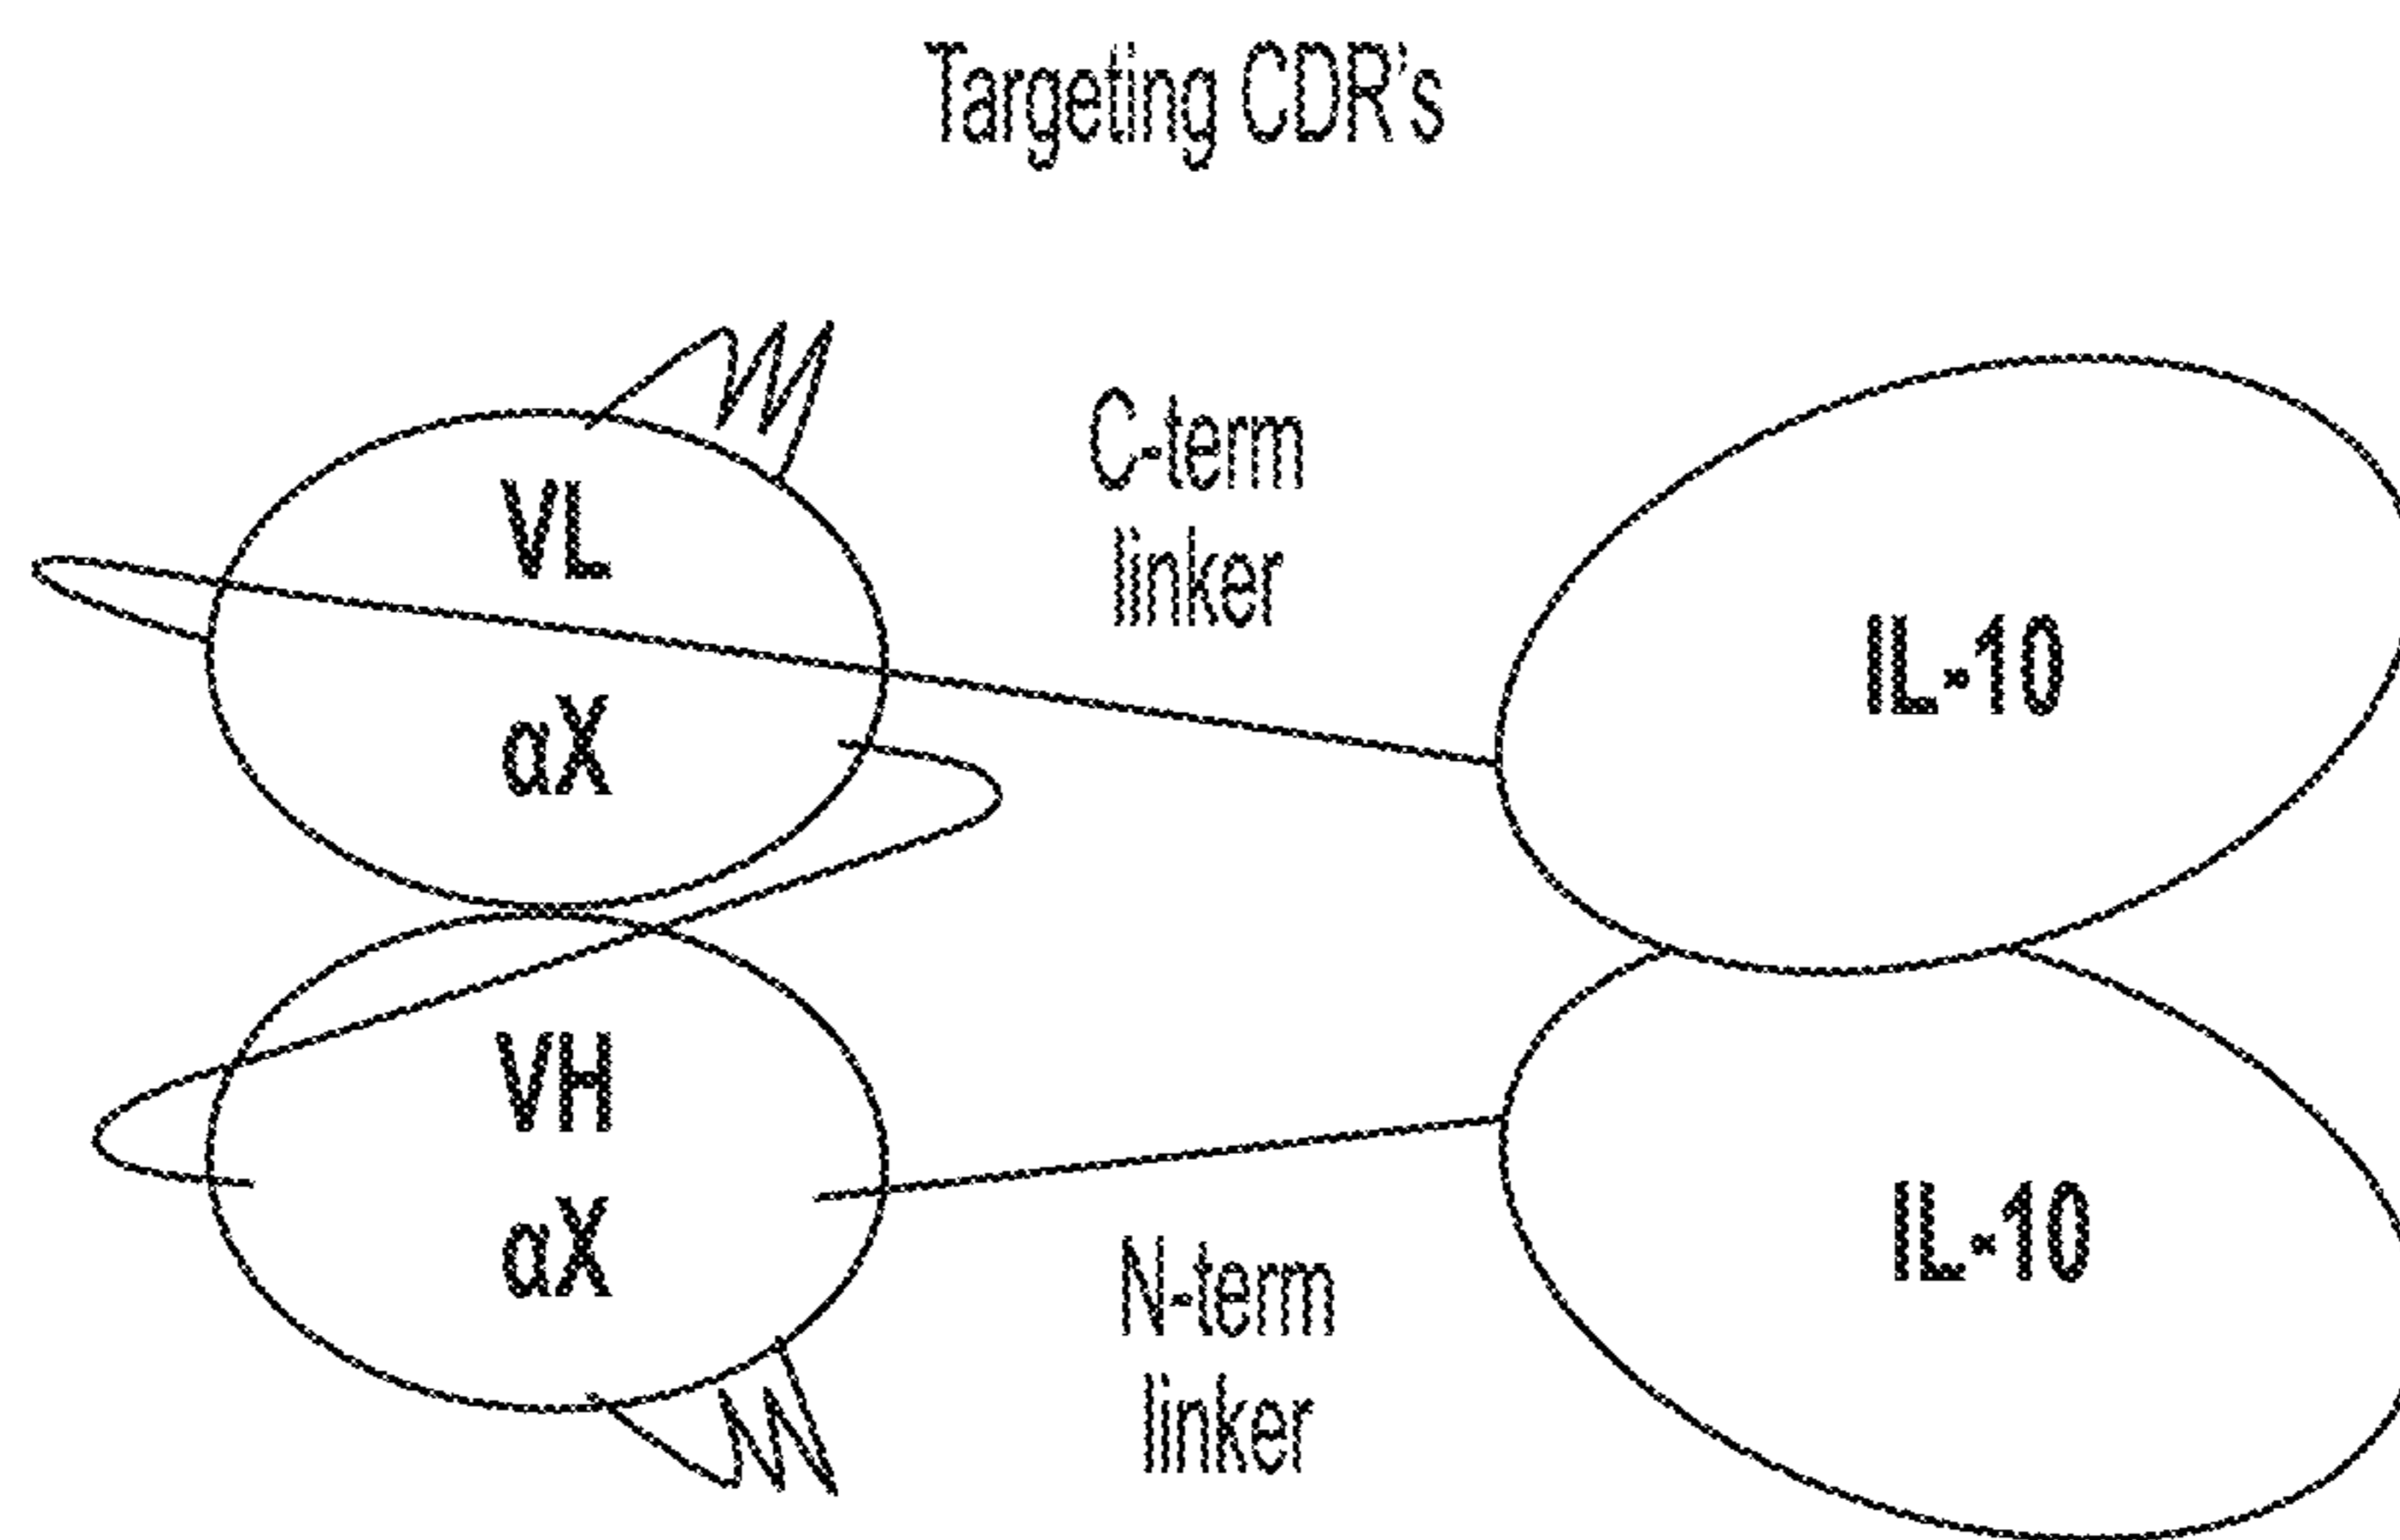 Targeting CDR's
C-term
linker
VL
αX
IL-10
VH
αX
IL-10
N-term
linker